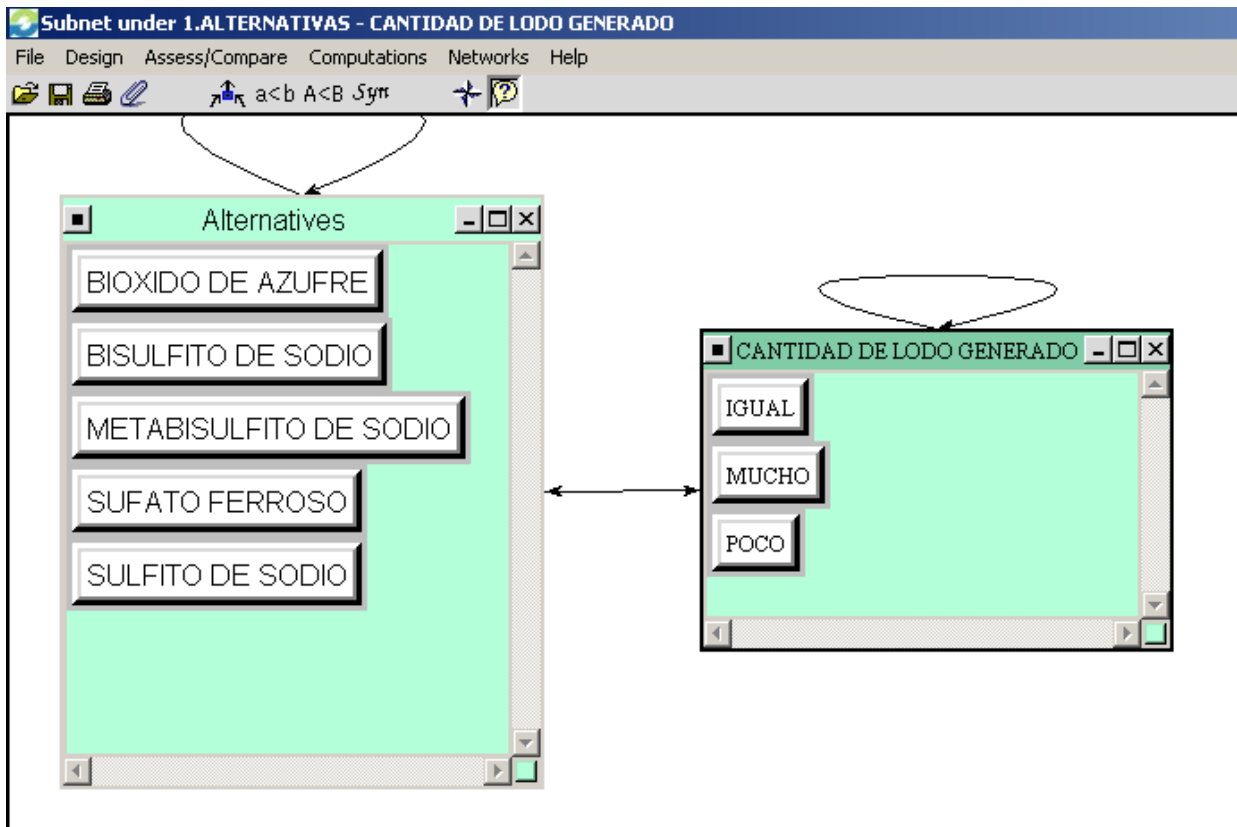 Subnet under 1.ALTERNATIVAS - CANTIDAD DE LODO GENERADO
File Design Assess/Compare Computations Networks Help
a<b A<B Syn
Alternatives
BIOXIDO DE AZUFRE
BISULFITO DE SODIO
METABISULFITO DE SODIO
SUFATO FERROSO
SULFITO DE SODIO
CANTIDAD DE LODO GENERADO
IGUAL
MUCHO
POCO